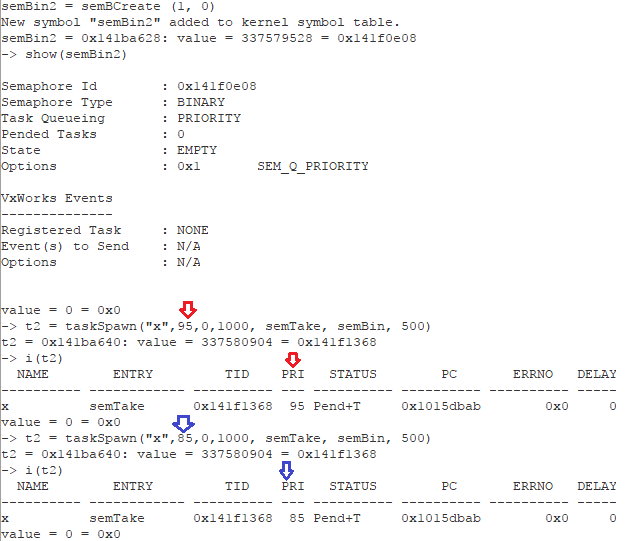 semBin2 = semBCreate (1, 0)
New symbol "semBin2" added to kernel symbol table.
semBin2 = 0x141ba628: value = 337579528 = 0x141f0e08
-> show(semBin2)
Semaphore Id : 0x141f0e08
Semaphore Type : BINARY
Task Queueing : PRIORITY
Pended Tasks : 0
State : EMPTY
Options : 0x1 SEM_Q_PRIORITY
VxWorks Events
--------------
Registered Task : NONE
Event(s) to Send : N/A
Options : N/A
value = 0 = 0x0
-> t2 = taskSpawn("x",95,0,1000, semTake, semBin, 500)
t2 = 0x141ba640: value = 337580904 = 0x141f1368
-> i(t2)
NAME ENTRY TID PRI STATUS PC ERRNO DELAY
---------- ------------ ---------- --- ---------- ---------- ------- -----
x semTake 0x141f1368 95 Pend+T 0x1015dbab 0x0 0
value = 0 = 0x0
-> t2 = taskSpawn("x",85,0,1000, semTake, semBin, 500)
t2 = 0x141ba640: value = 337580904 = 0x141f1368
-> i(t2)
NAME ENTRY TID PRI STATUS PC ERRNO DELAY
---------- ------------ ---------- --- ---------- ---------- ------- -----
x semTake 0x141f1368 85 Pend+T 0x1015dbab 0x0 0
value = 0 = 0x0